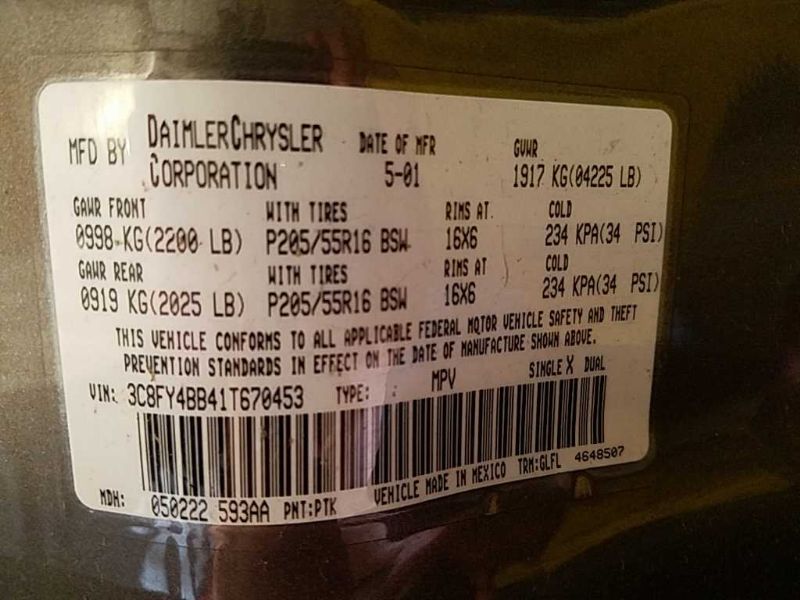 MFD BY DAIMLERCHRYSLER CORPORATION DATE OF MFR 5-01 GVWR 1917 KG(04225 LB)
GAWR FRONT WITH TIRES RIMS AT. COLD
0998 KG(2200 LB) P205/55R16 BSW 16X6 234 KPA(34 PSI)
GAWR REAR WITH TIRES RIMS AT COLD
0919 KG(2025 LB) P205/55R16 BSW 16X6 234 KPA(34 PSI)
THIS VEHICLE CONFORMS TO ALL APPLICABLE FEDERAL MOTOR VEHICLE SAFETY AND THEFT
PREVENTION STANDARDS IN EFFECT ON THE DATE OF MANUFACTURE SHOWN ABOVE.
VIN: 3C8FY4BB41T670453 TYPE: MPV SINGLE X DUAL
MDH: 050222 593AA PNT:PTK VEHICLE MADE IN MEXICO TRM:GLFL 4648507